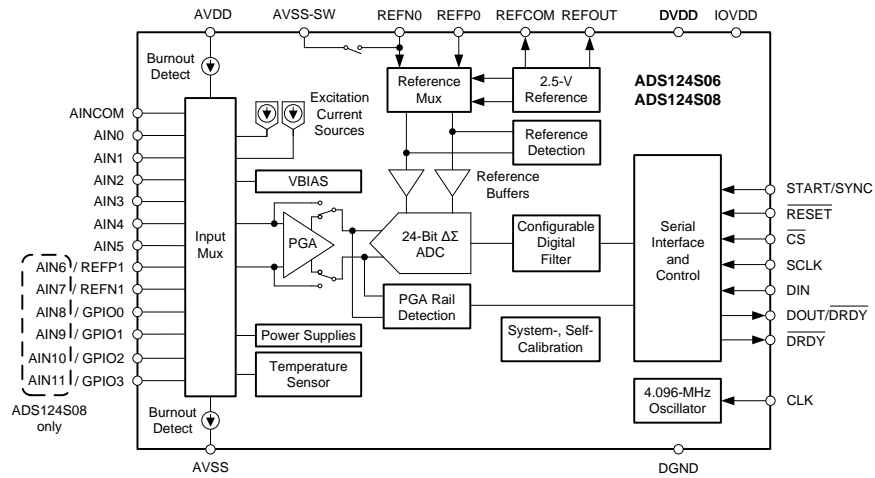 AVDD
AVSS-SW
REFN0
REFP0
REFCOM
REFOUT
DVDD
IOVDD
Burnout
Detect
Reference
Mux
2.5-V
Reference
ADS124S06
ADS124S08
Excitation
Current
Sources
Reference
Detection
AINCOM
AIN0
AIN1
AIN2
AIN3
AIN4
AIN5
AIN6 / REFP1
AIN7 / REFN1
AIN8 / GPIO0
AIN9 / GPIO1
AIN10 / GPIO2
AIN11 / GPIO3
ADS124S08
only
Input
Mux
VBIAS
Reference
Buffers
PGA
24-Bit ΔΣ
ADC
Configurable
Digital
Filter
Serial
Interface
and
Control
START/SYNC
RESET
CS
SCLK
DIN
DOUT/DRDY
DRDY
PGA Rail
Detection
Power Supplies
System-, Self-
Calibration
Temperature
Sensor
4.096-MHz
Oscillator
CLK
Burnout
Detect
AVSS
DGND